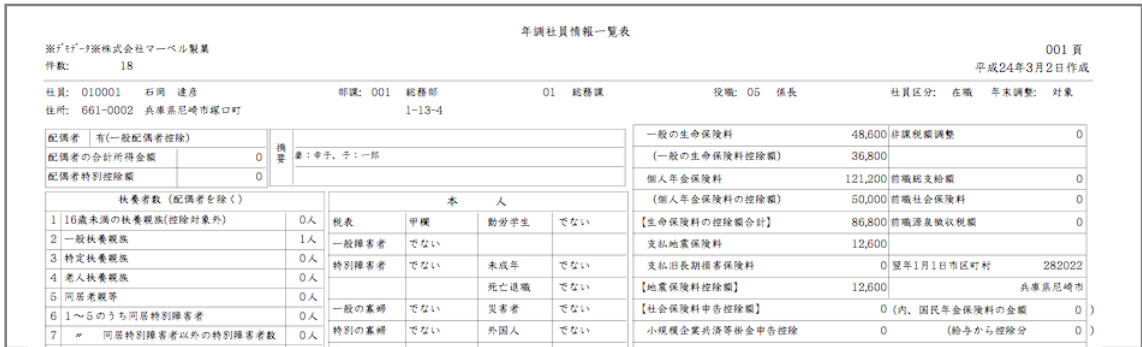 年調社員情報一覧表
※ﾃﾞﾓﾃﾞｰﾀ※株式会社マーベル製菓
001 頁
件数: 18
平成24年3月2日作成
社員: 010001 石岡 達彦 部課: 001 総務部 01 総務課 役職: 05 係長 社員区分: 在職 年末調整: 対象
住所: 661-0002 兵庫県尼崎市塚口町 1-13-4
配偶者 有(一般配偶者控除)
配偶者の合計所得金額 0
配偶者特別控除額 0
摘要
妻：幸子、子：一郎
扶養者数 (配偶者を除く)
1 16歳未満の扶養親族(控除対象外) 0人
2 一般扶養親族 1人
3 特定扶養親族 0人
4 老人扶養親族 0人
5 同居老親等 0人
6 1～5のうち同居特別障害者 0人
7 〃 同居特別障害者以外の特別障害者数 0人
本 人
税表 甲欄 勤労学生 でない
一般障害者 でない
特別障害者 でない 未成年 でない
死亡退職 でない
一般の寡婦 でない 災害者 でない
特別の寡婦 でない 外国人 でない
一般の生命保険料 48,600 非課税額調整 0
(一般の生命保険料控除額) 36,800
個人年金保険料 121,200 前職総支給額 0
(個人年金保険料の控除額) 50,000 前職社会保険料 0
【生命保険料の控除額合計】 86,800 前職源泉徴収税額 0
支払地震保険料 12,600
支払旧長期損害保険料 0 翌年1月1日市区町村 282022
【地震保険料控除額】 12,600 兵庫県尼崎市
【社会保険料申告控除額】 0 (内、国民年金保険料の金額 0 )
小規模企業共済等掛金申告控除 0 (給与から控除分 0 )